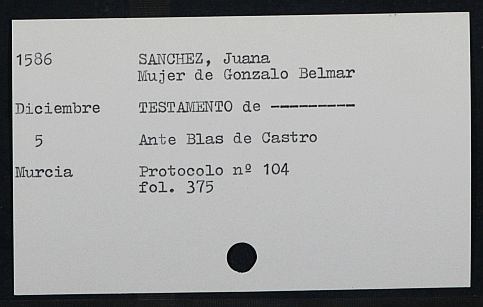 1586 SANCHEZ, Juana
Mujer de Gonzalo Belmar
Diciembre TESTAMENTO de ---------
5 Ante Blas de Castro
Murcia Protocolo nº 104
fol. 375